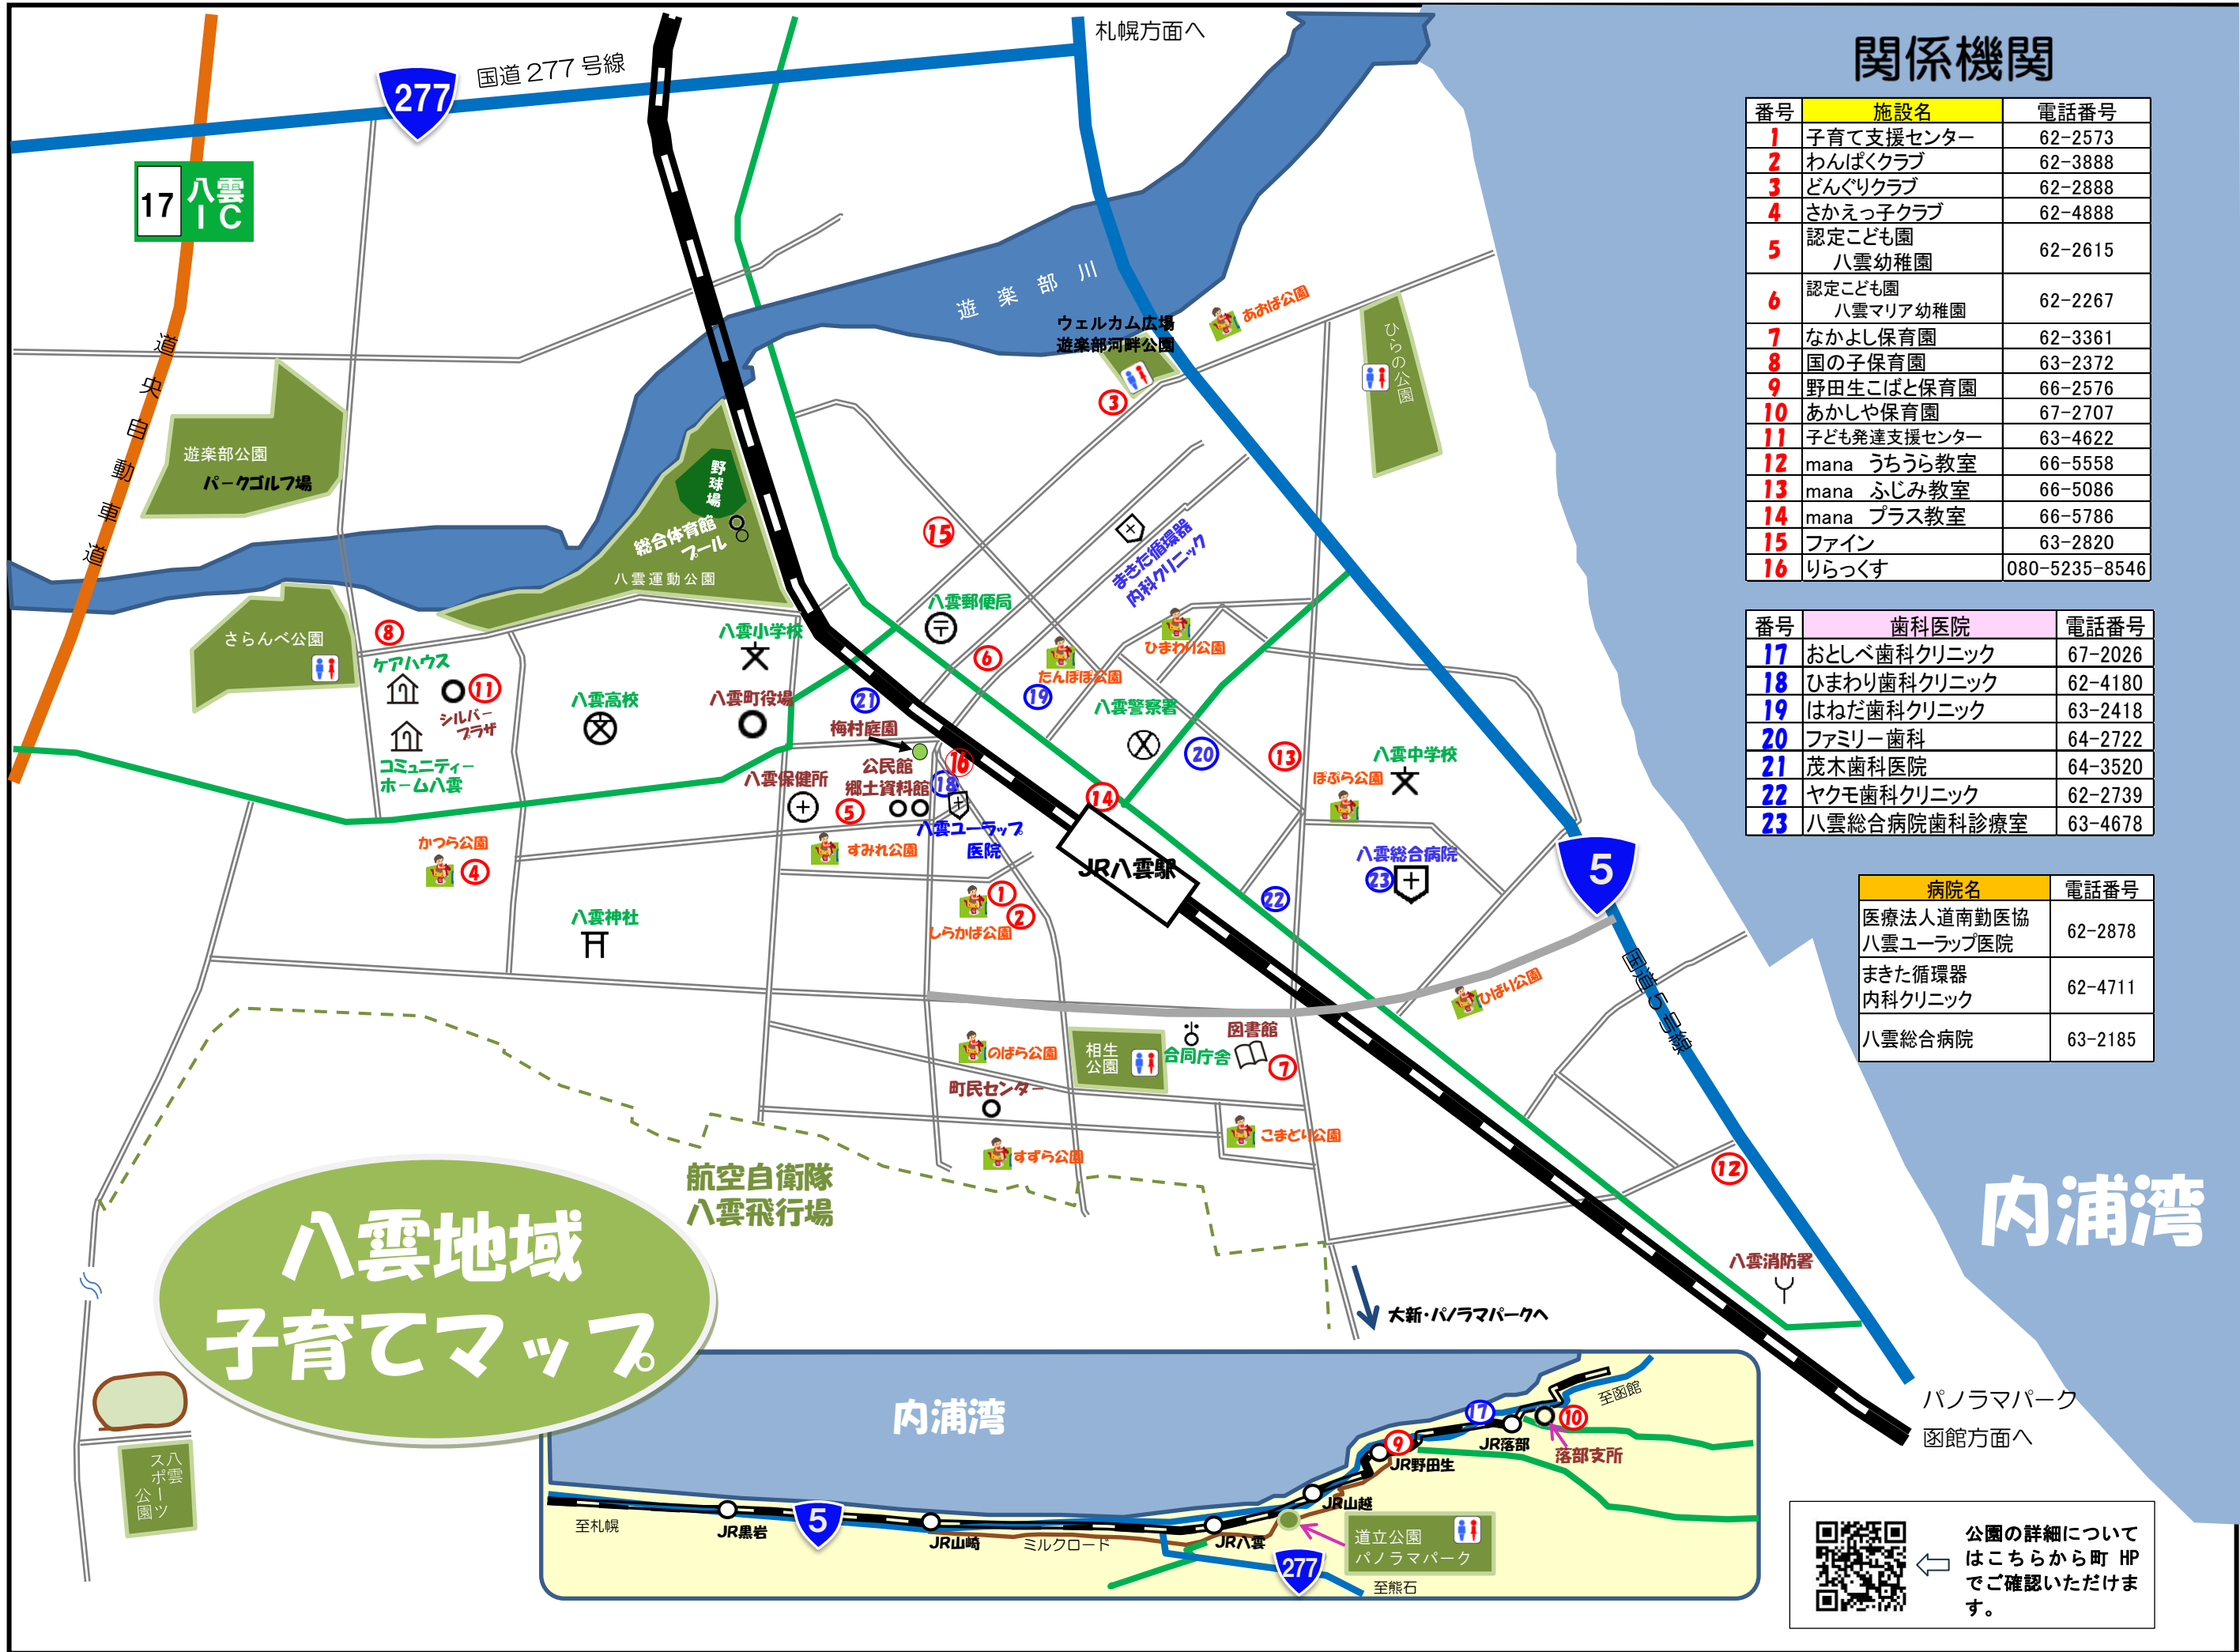 札幌方面へ
国道 277 号線
277
17
八雲
IC
道央自動車道
遊楽部川
ウェルカム広場
遊楽部河畔公園
あおば公園
ひらの公園
3
遊楽部公園
パークゴルフ場
野球場
総合体育館
プール
八雲運動公園
15
まきた循環器
内科クリニック
さらんべ公園
8
ケアハウス
11
シルバー
プラザ
コミュニティー
ホーム八雲
八雲高校
八雲小学校
八雲町役場
八雲郵便局
6
21
梅村庭園
たんぽぽ公園
ひまわり公園
19
八雲警察署
20
13
八雲中学校
ぽぷら公園
公民館
郷土資料館
16
18
八雲保健所
5
八雲ユーラップ
医院
14
JR八雲駅
すみれ公園
かつら公園
4
八雲神社
1
2
しらかば公園
八雲総合病院
23
22
5
国道5号線
ひばり公園
のばら公園
相生
公園
合同庁舎
図書館
7
町民センター
こまどり公園
すずら公園
航空自衛隊
八雲飛行場
12
八雲消防署
大新・パノラマパークへ
パノラマパーク
函館方面へ
内浦湾
八雲地域
子育てマップ
八雲
スポーツ
公園
関係機関
番号 施設名 電話番号
1 子育て支援センター 62-2573
2 わんぱくクラブ 62-3888
3 どんぐりクラブ 62-2888
4 さかえっ子クラブ 62-4888
5 認定こども園
八雲幼稚園 62-2615
6 認定こども園
八雲マリア幼稚園 62-2267
7 なかよし保育園 62-3361
8 国の子保育園 63-2372
9 野田生こばと保育園 66-2576
10 あかしや保育園 67-2707
11 子ども発達支援センター 63-4622
12 mana うちうら教室 66-5558
13 mana ふじみ教室 66-5086
14 mana プラス教室 66-5786
15 ファイン 63-2820
16 りらっくす 080-5235-8546
番号 歯科医院 電話番号
17 おとしべ歯科クリニック 67-2026
18 ひまわり歯科クリニック 62-4180
19 はねだ歯科クリニック 63-2418
20 ファミリー歯科 64-2722
21 茂木歯科医院 64-3520
22 ヤクモ歯科クリニック 62-2739
23 八雲総合病院歯科診療室 63-4678
病院名 電話番号
医療法人道南勤医協
八雲ユーラップ医院 62-2878
まきた循環器
内科クリニック 62-4711
八雲総合病院 63-2185
内浦湾
至札幌
JR黒岩
5
JR山崎
ミルクロード
JR八雲
277
至熊石
JR山越
道立公園
パノラマパーク
9
JR野田生
17
JR落部
10
落部支所
至函館
公園の詳細について
はこちらから町 HP
でご確認いただけま
す。